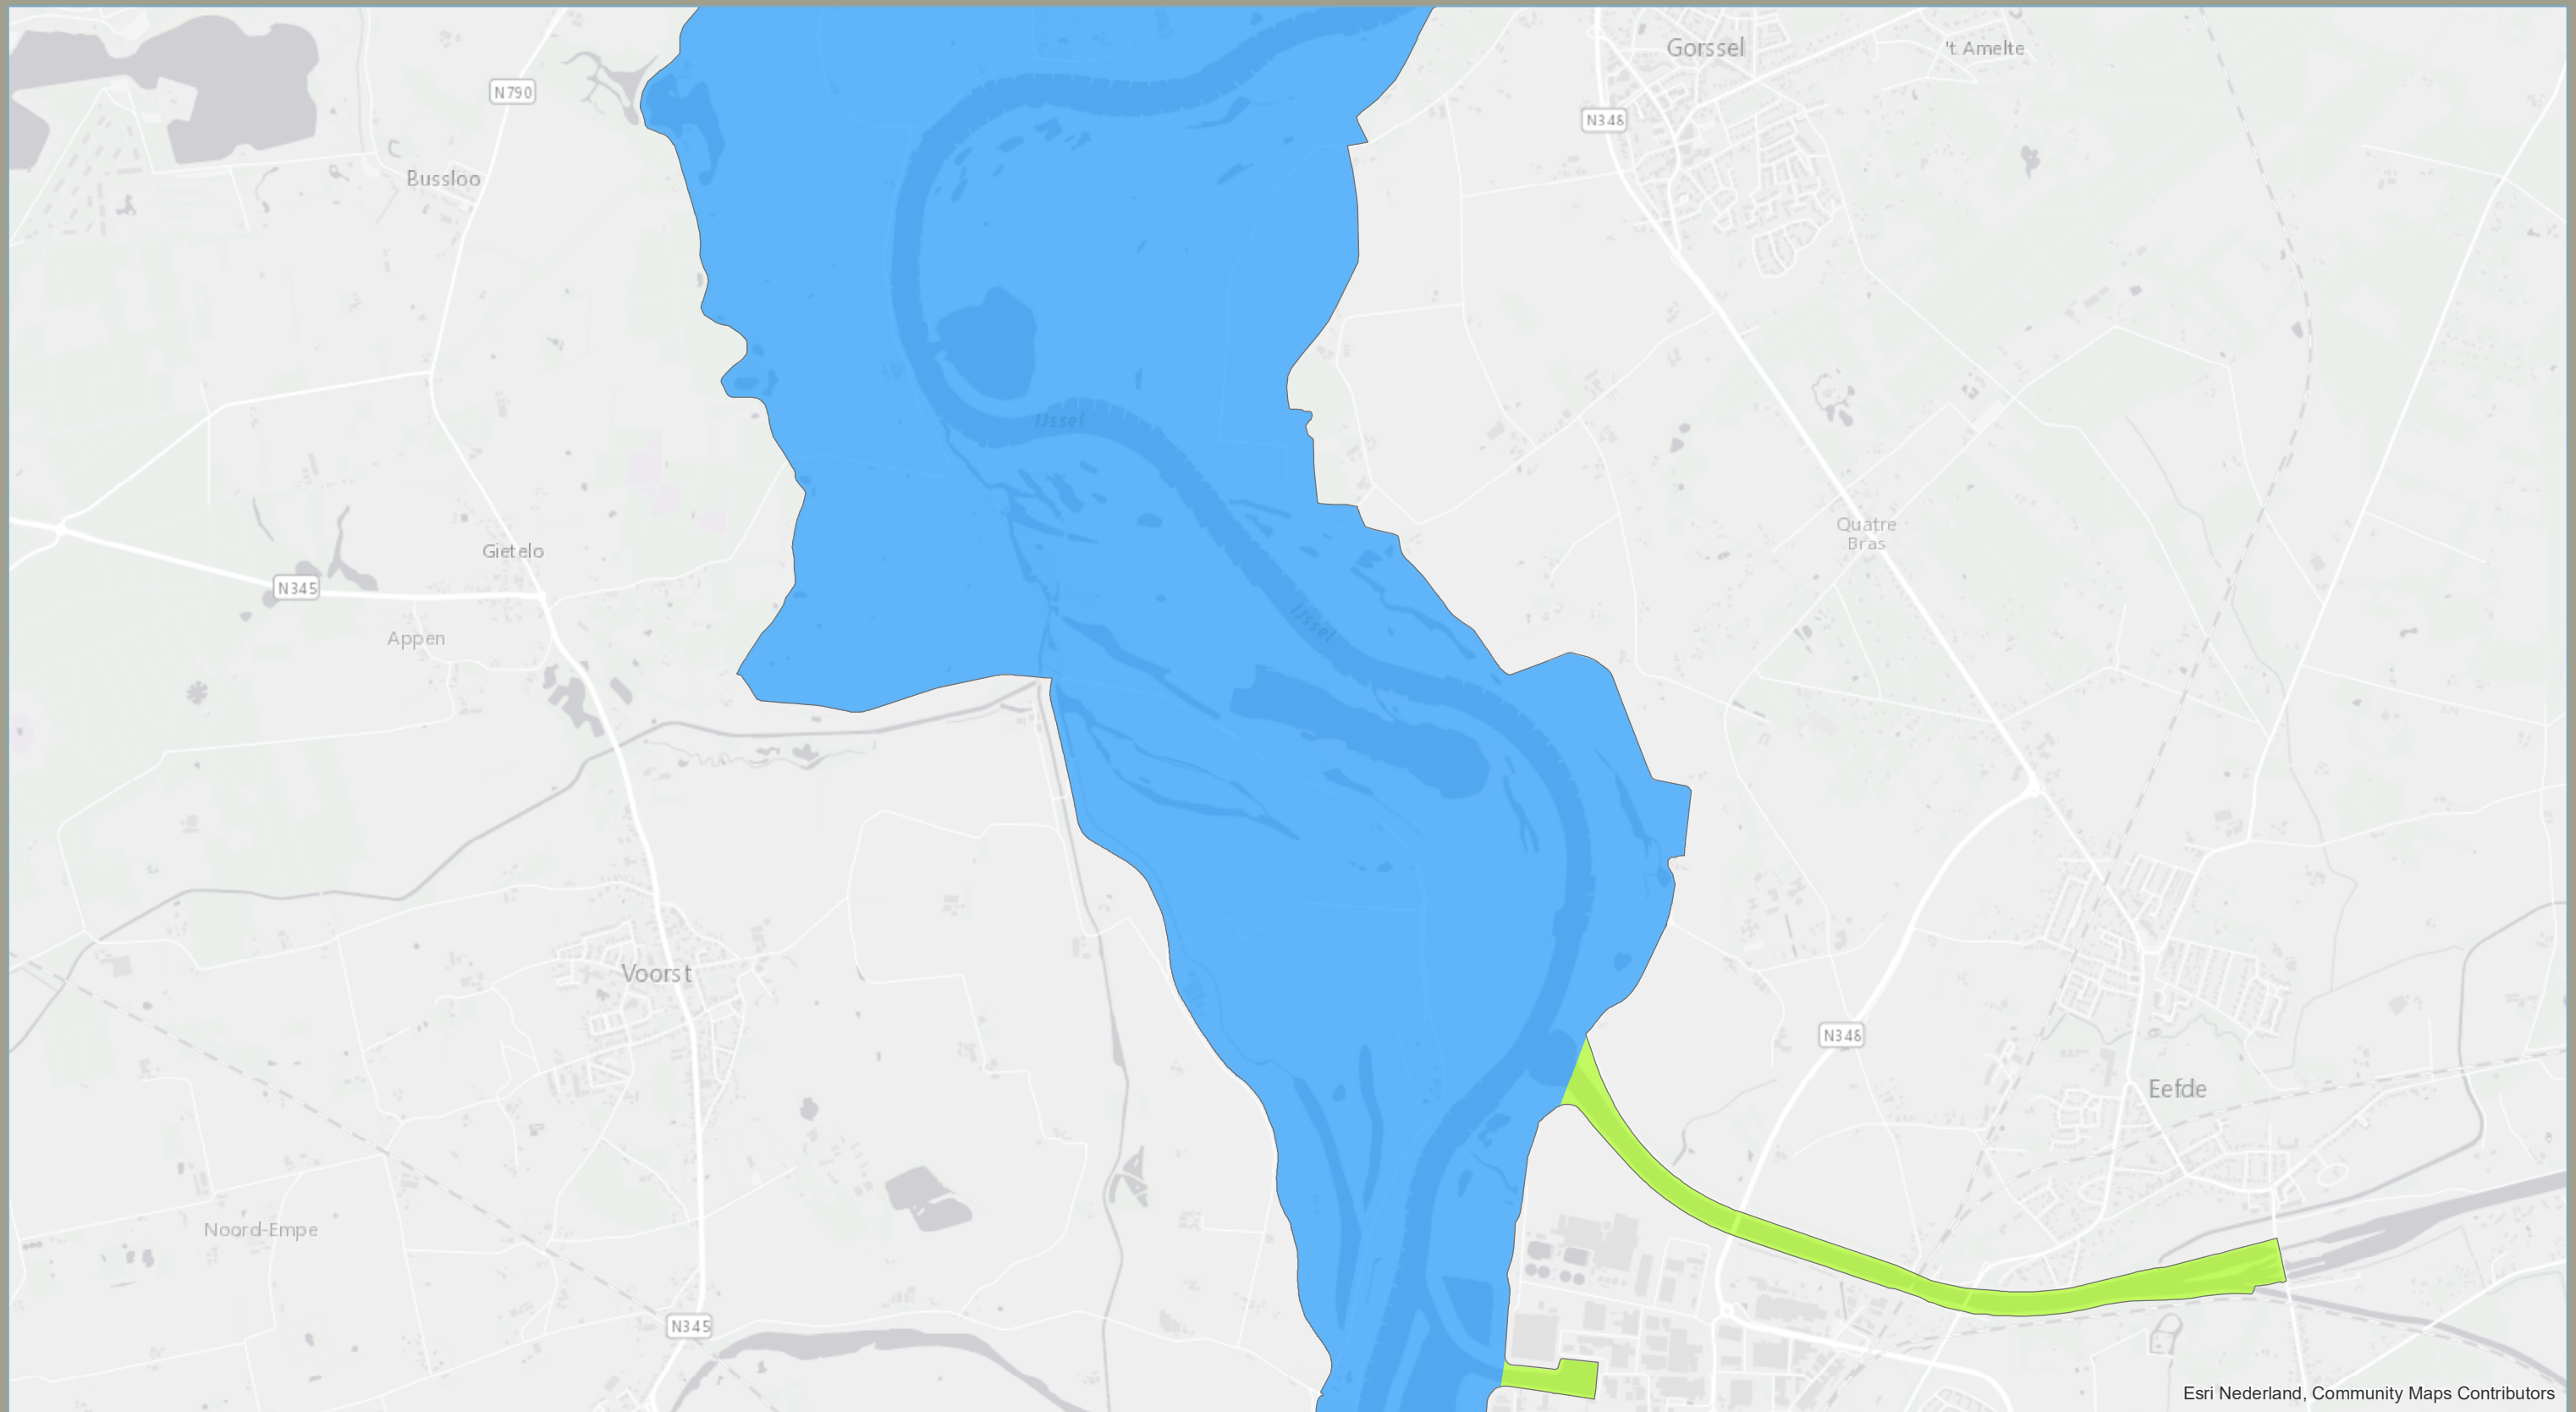 Gorssel
't Amelte
N790
N348
Bussloo
IJssel
Quatre
Bras
Gietelo
N345
IJssel
Appen
Voorst
N348
Eefde
Noord-Empe
N345
Esri Nederland, Community Maps Contributors